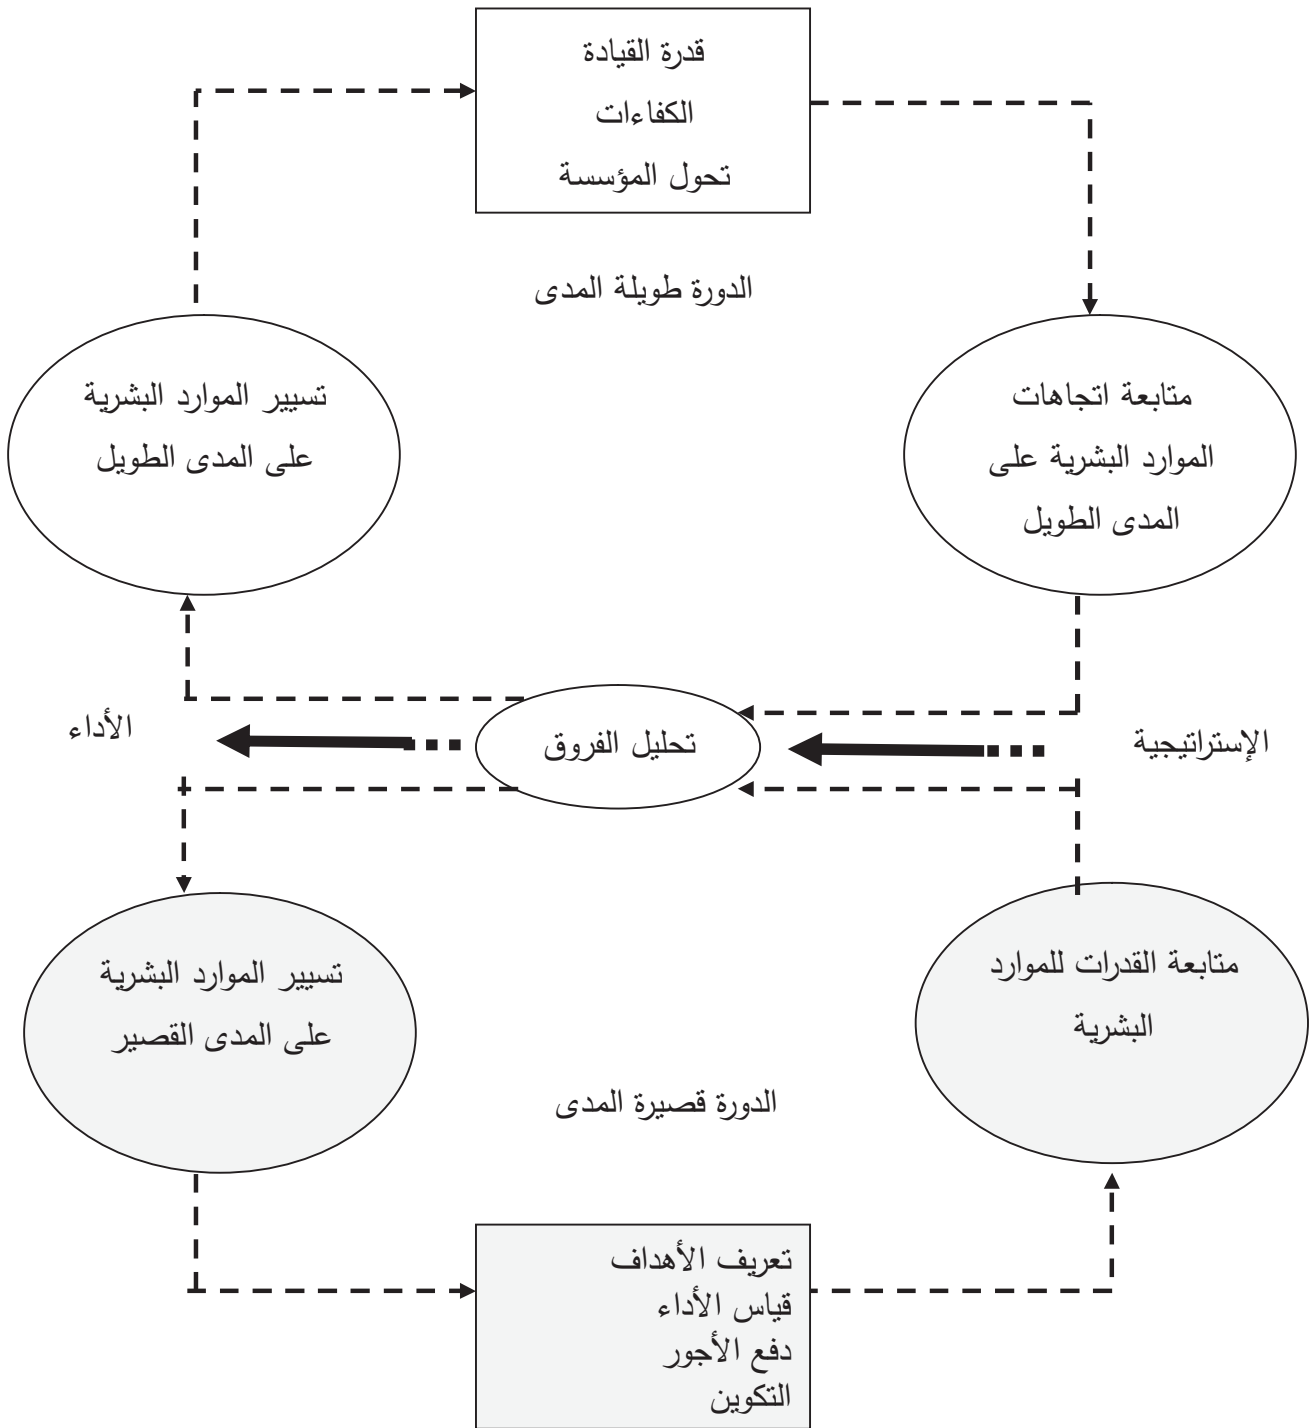 قدرة القيادة
الكفاءات
تحول المؤسسة
الدورة طويلة المدى
متابعة اتجاهات
الموارد البشرية على
المدى الطويل
تسيير الموارد البشرية
على المدى الطويل
الإستراتيجية
تحليل الفروق
الأداء
متابعة القدرات للموارد
البشرية
تسيير الموارد البشرية
على المدى القصير
الدورة قصيرة المدى
تعريف الأهداف
قياس الأداء
دفع الأجور
التكوين